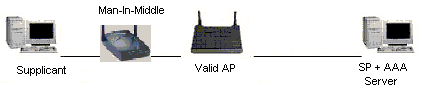 Man-In-Middle
Supplicant
Valid AP
SP + AAA
Server